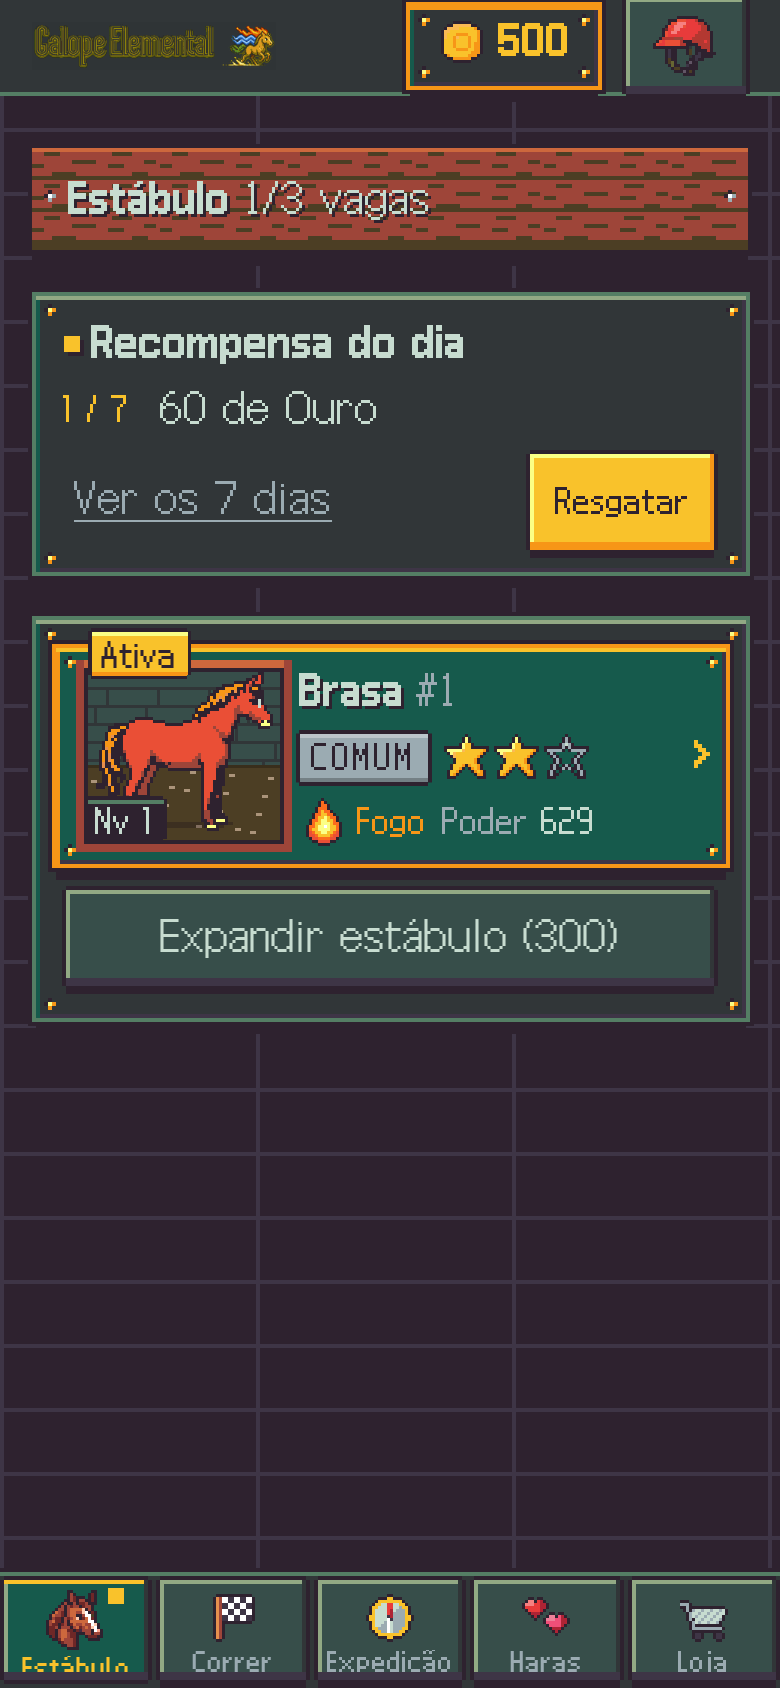 Galope Elemental
500
Estábulo 1/3 vagas
Recompensa do dia
1 / 7 60 de Ouro
Ver os 7 dias
Resgatar
Ativa
Brasa #1
COMUM
Nv 1
Fogo Poder 629
Expandir estábulo (300)
Estábulo
Correr
Expedição
Haras
Loja